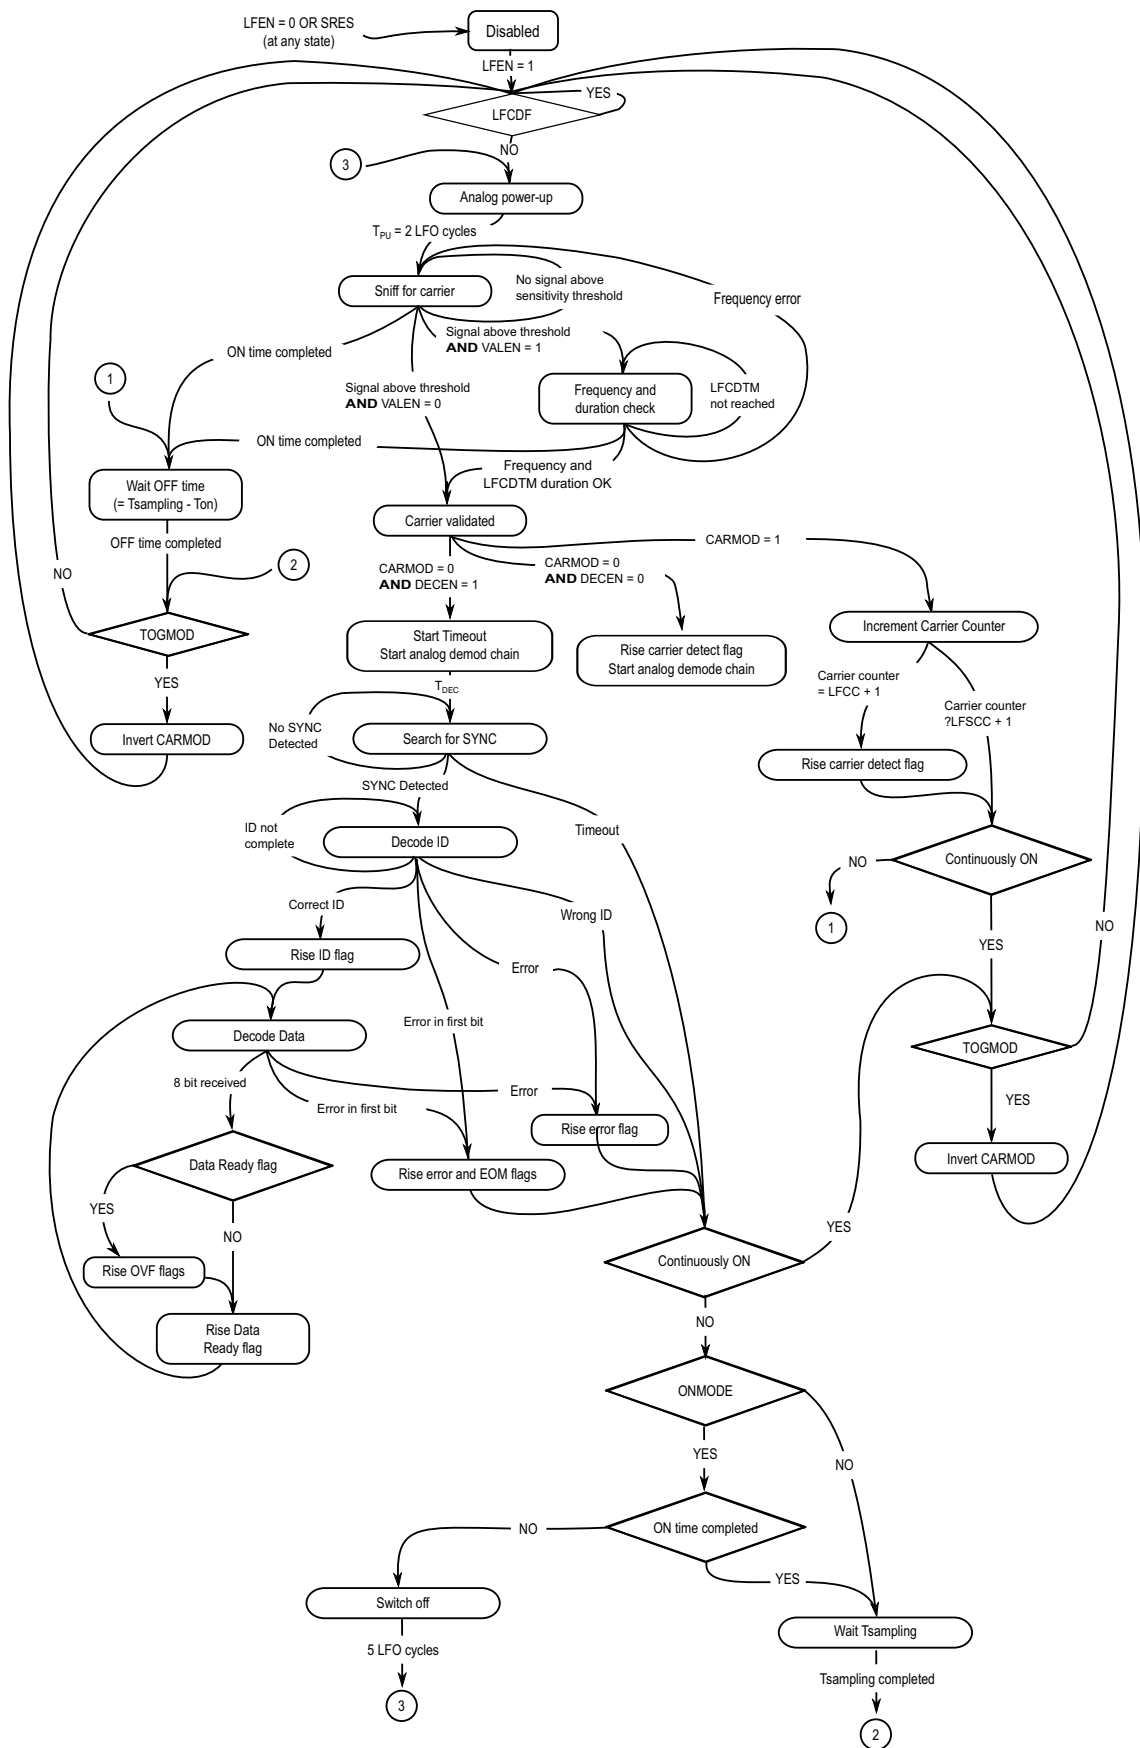 LFEN = 0 OR SRES
(at any state)
Disabled
LFEN = 1
YES
LFCDF
NO
3
Analog power-up
TPU = 2 LFO cycles
Sniff for carrier
No signal above
sensitivity threshold
Frequency error
Signal above threshold
AND VALEN = 1
ON time completed
1
Signal above threshold
AND VALEN = 0
Frequency and
duration check
LFCDTM
not reached
ON time completed
Frequency and
LFCDTM duration OK
Wait OFF time
(= Tsampling - Ton)
Carrier validated
OFF time completed
CARMOD = 1
NO
2
CARMOD = 0
AND DECEN = 1
CARMOD = 0
AND DECEN = 0
TOGMOD
Start Timeout
Start analog demod chain
Rise carrier detect flag
Start analog demode chain
Increment Carrier Counter
YES
TDEC
Carrier counter
= LFCC + 1
Carrier counter
?LFSCC + 1
Invert CARMOD
No SYNC
Detected
Search for SYNC
Rise carrier detect flag
SYNC Detected
ID not
complete
Decode ID
Timeout
Continuously ON
NO
1
Correct ID
Wrong ID
NO
Rise ID flag
Error
YES
Error in first bit
Decode Data
TOGMOD
8 bit received
Error in first bit
Error
YES
Rise error flag
Data Ready flag
Rise error and EOM flags
Invert CARMOD
YES
NO
YES
Rise OVF flags
Continuously ON
Rise Data
Ready flag
NO
ONMODE
YES
NO
NO
ON time completed
YES
Switch off
Wait Tsampling
5 LFO cycles
Tsampling completed
3
2